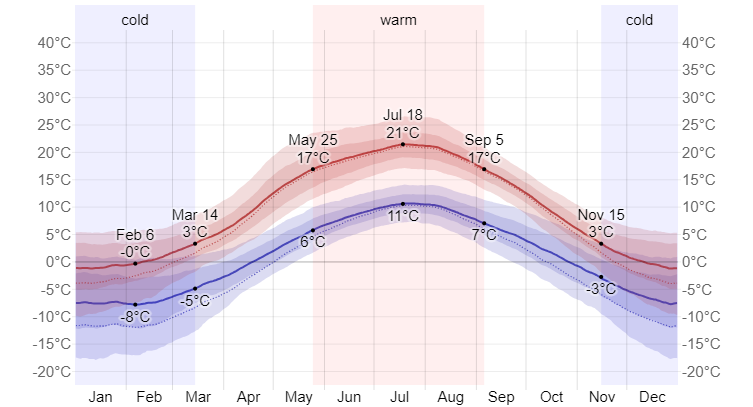 cold warm cold
40°C 40°C
35°C 35°C
30°C 30°C
25°C 25°C
20°C 20°C
15°C 15°C
10°C 10°C
5°C 5°C
0°C 0°C
-5°C -5°C
-10°C -10°C
-15°C -15°C
-20°C -20°C
Feb 6
-0°C
-8°C
Mar 14
3°C
-5°C
May 25
17°C
6°C
Jul 18
21°C
11°C
Sep 5
17°C
7°C
Nov 15
3°C
-3°C
Jan Feb Mar Apr May Jun Jul Aug Sep Oct Nov Dec